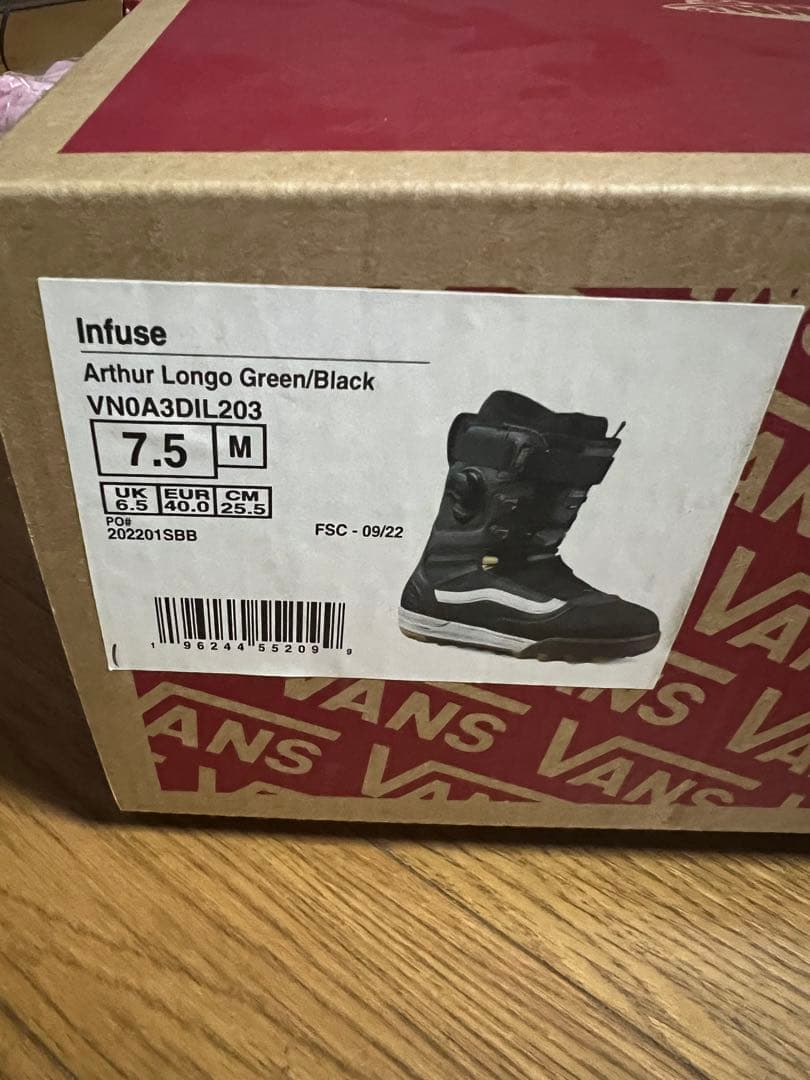 Infuse
Arthur Longo Green/Black
VN0A3DIL203
7.5 M
UK EUR CM
6.5 40.0 25.5
PO#
202201SBB
FSC - 09/22
1 96244 55209 9
VANS
VANS
VANS
VANS